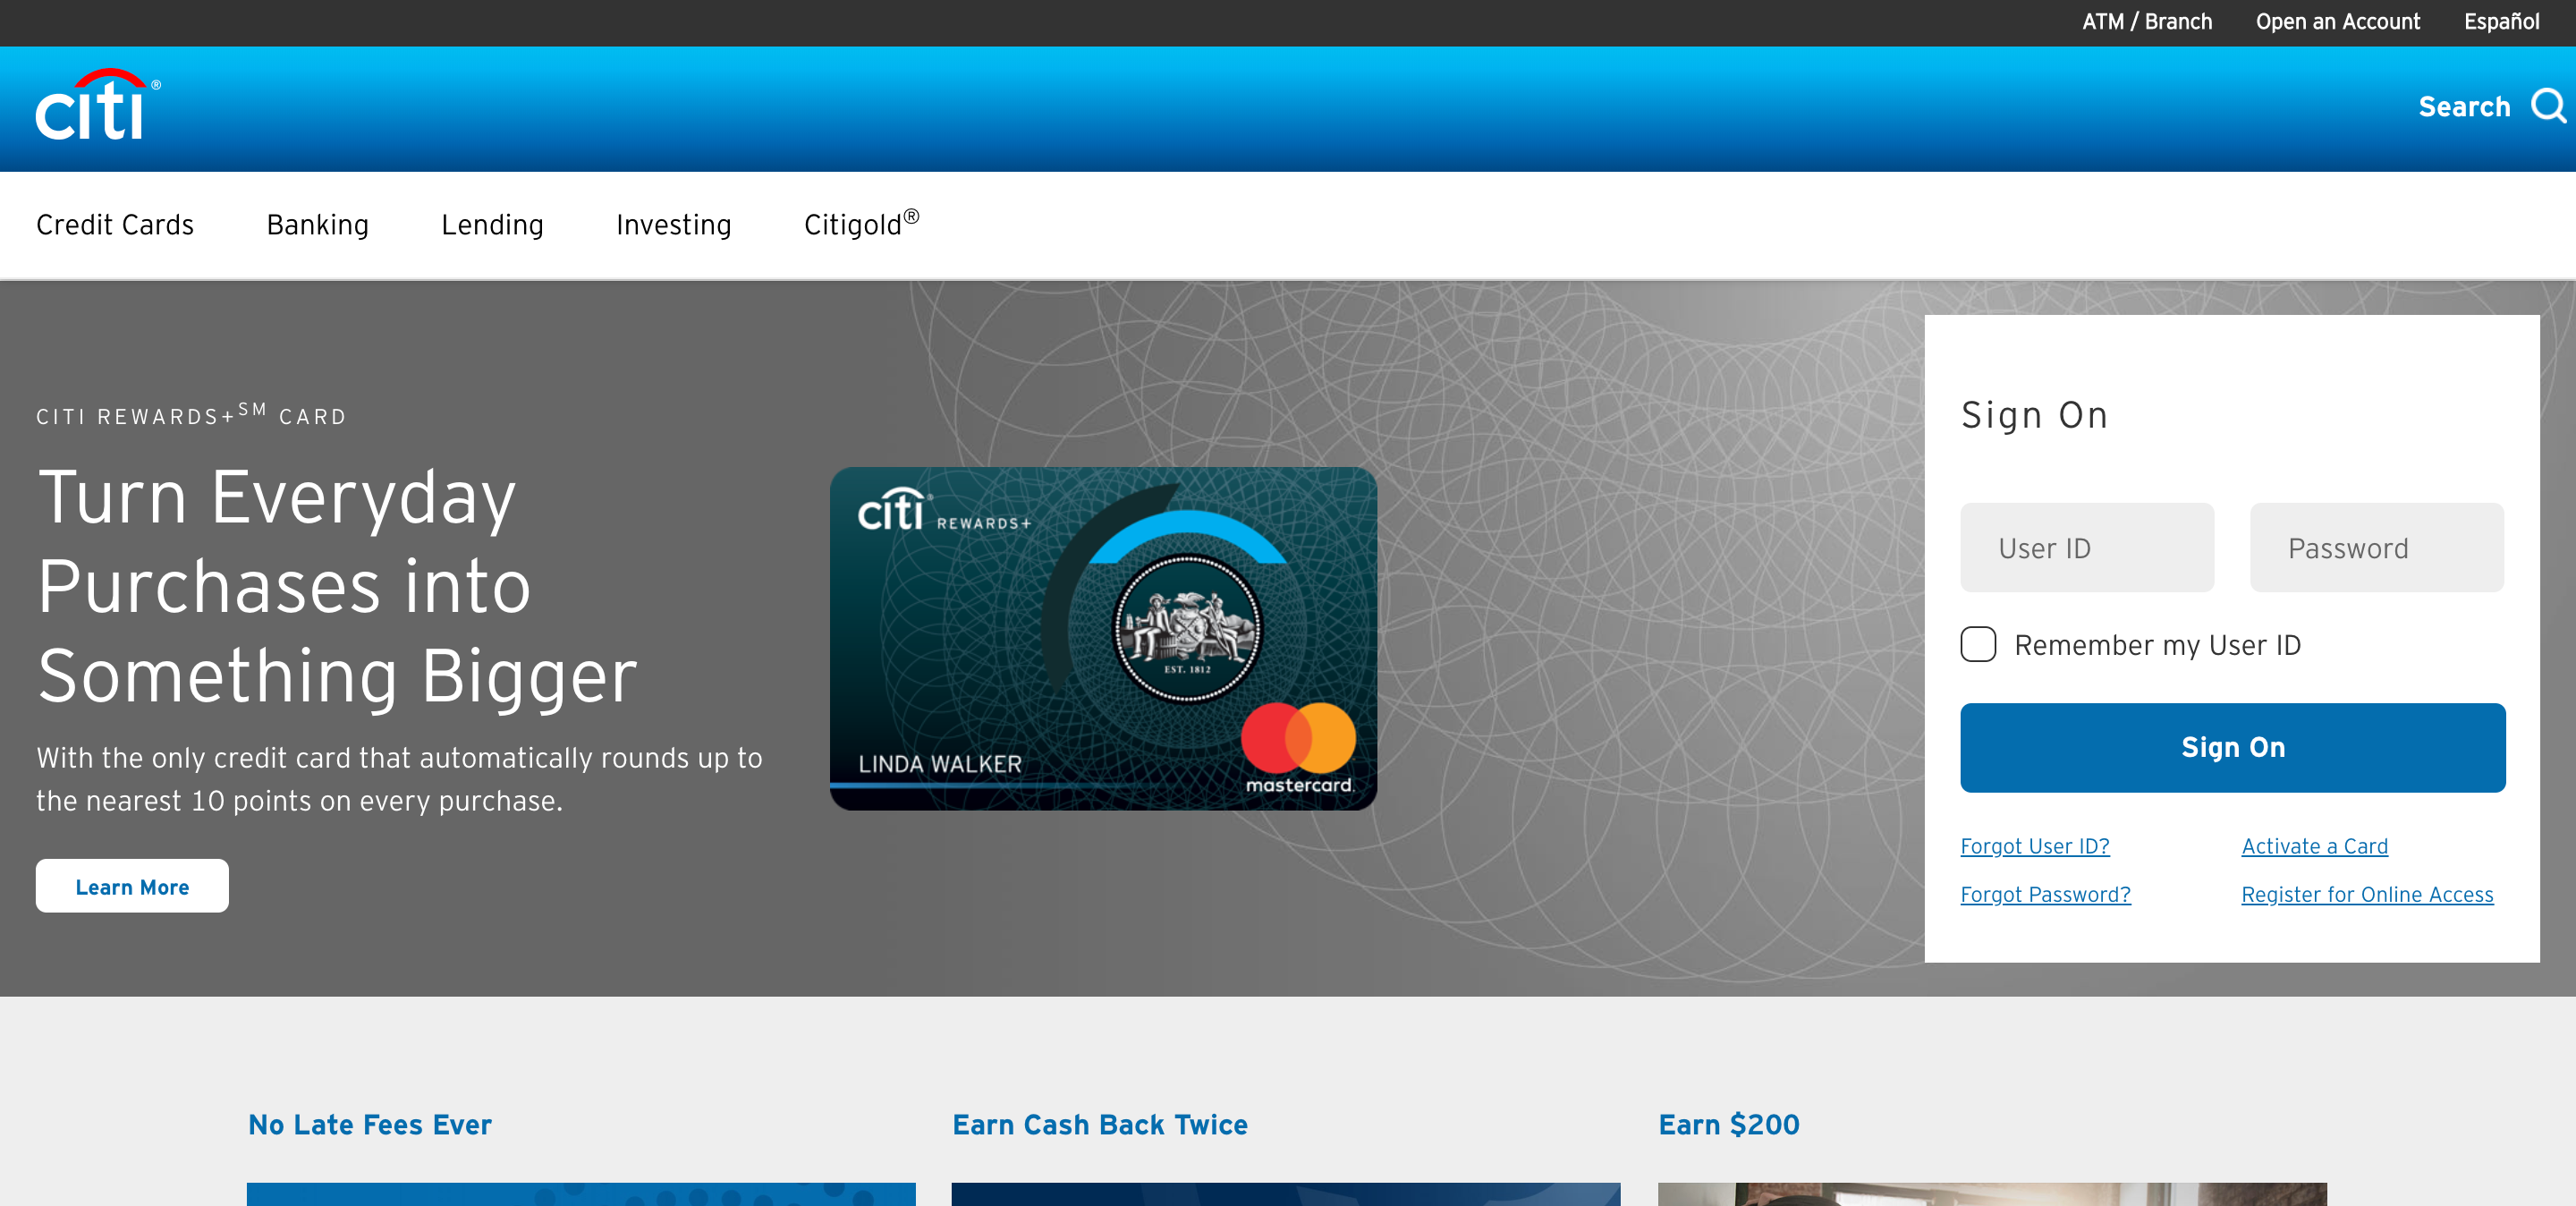 ATM / Branch
Open an Account
Español
citi®
Search
Credit Cards
Banking
Lending
Investing
Citigold®
CITI REWARDS+SM CARD
Turn Everyday
Purchases into
Something Bigger
With the only credit card that automatically rounds up to
the nearest 10 points on every purchase.
Learn More
citi® REWARDS+
EST. 1812
LINDA WALKER
mastercard.
Sign On
User ID
Password
Remember my User ID
Sign On
Forgot User ID?
Activate a Card
Forgot Password?
Register for Online Access
No Late Fees Ever
Earn Cash Back Twice
Earn $200